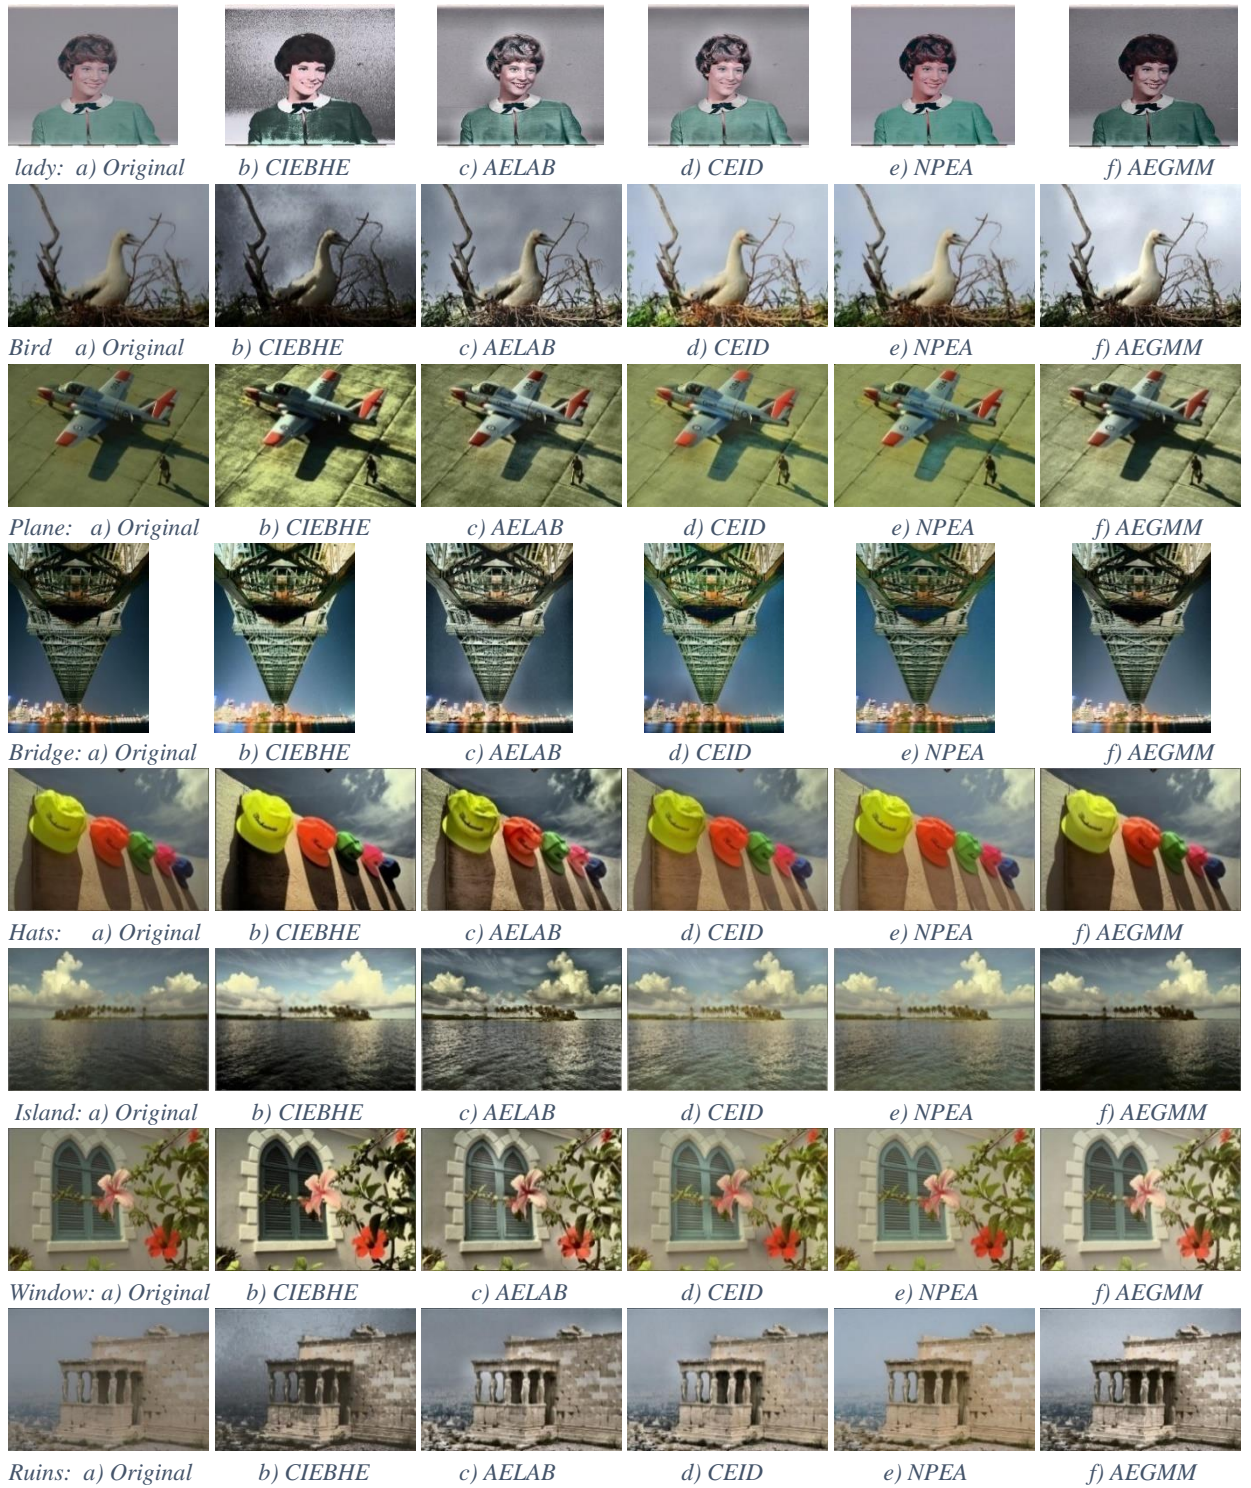 lady: a) Original b) CIEBHE c) AELAB d) CEID e) NPEA f) AEGMM
Bird a) Original b) CIEBHE c) AELAB d) CEID e) NPEA f) AEGMM
Plane: a) Original b) CIEBHE c) AELAB d) CEID e) NPEA f) AEGMM
Bridge: a) Original b) CIEBHE c) AELAB d) CEID e) NPEA f) AEGMM
Hats: a) Original b) CIEBHE c) AELAB d) CEID e) NPEA f) AEGMM
Island: a) Original b) CIEBHE c) AELAB d) CEID e) NPEA f) AEGMM
Window: a) Original b) CIEBHE c) AELAB d) CEID e) NPEA f) AEGMM
Ruins: a) Original b) CIEBHE c) AELAB d) CEID e) NPEA f) AEGMM